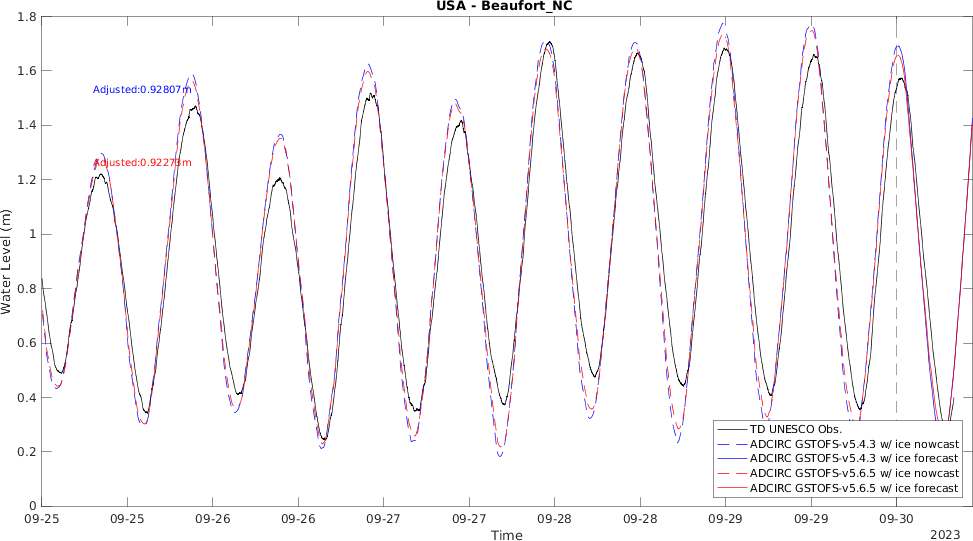 USA - Beaufort_NC
1.8
1.6
1.4
1.2
1
0.8
0.6
0.4
0.2
0
Water Level (m)
Adjusted:0.92807m
Adjusted:0.92273m
TD UNESCO Obs.
ADCIRC GSTOFS-v5.4.3 w/ ice nowcast
ADCIRC GSTOFS-v5.4.3 w/ ice forecast
ADCIRC GSTOFS-v5.6.5 w/ ice nowcast
ADCIRC GSTOFS-v5.6.5 w/ ice forecast
09-25 09-25 09-26 09-26 09-27 09-27 09-28 09-28 09-29 09-29 09-30
Time
2023